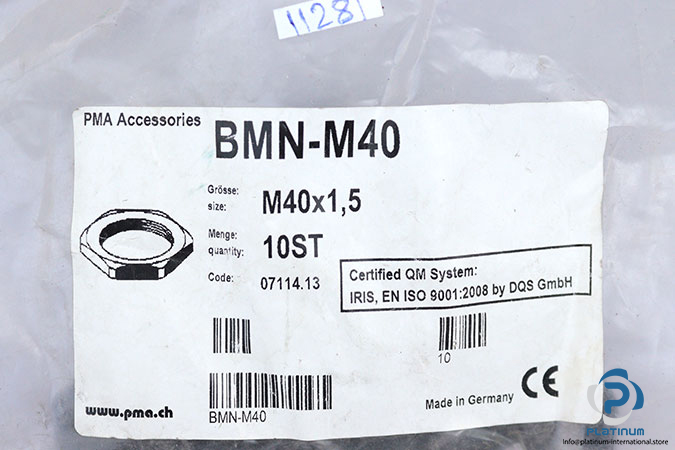 11281
PMA Accessories
BMN-M40
Grösse:
size:
M40x1,5
Menge:
quantity:
10ST
Code:
07114.13
Certified QM System:
IRIS, EN ISO 9001:2008 by DQS GmbH
10
CE
www.pma.ch
BMN-M40
Made in Germany
PLATINUM
info@platinum-international.store